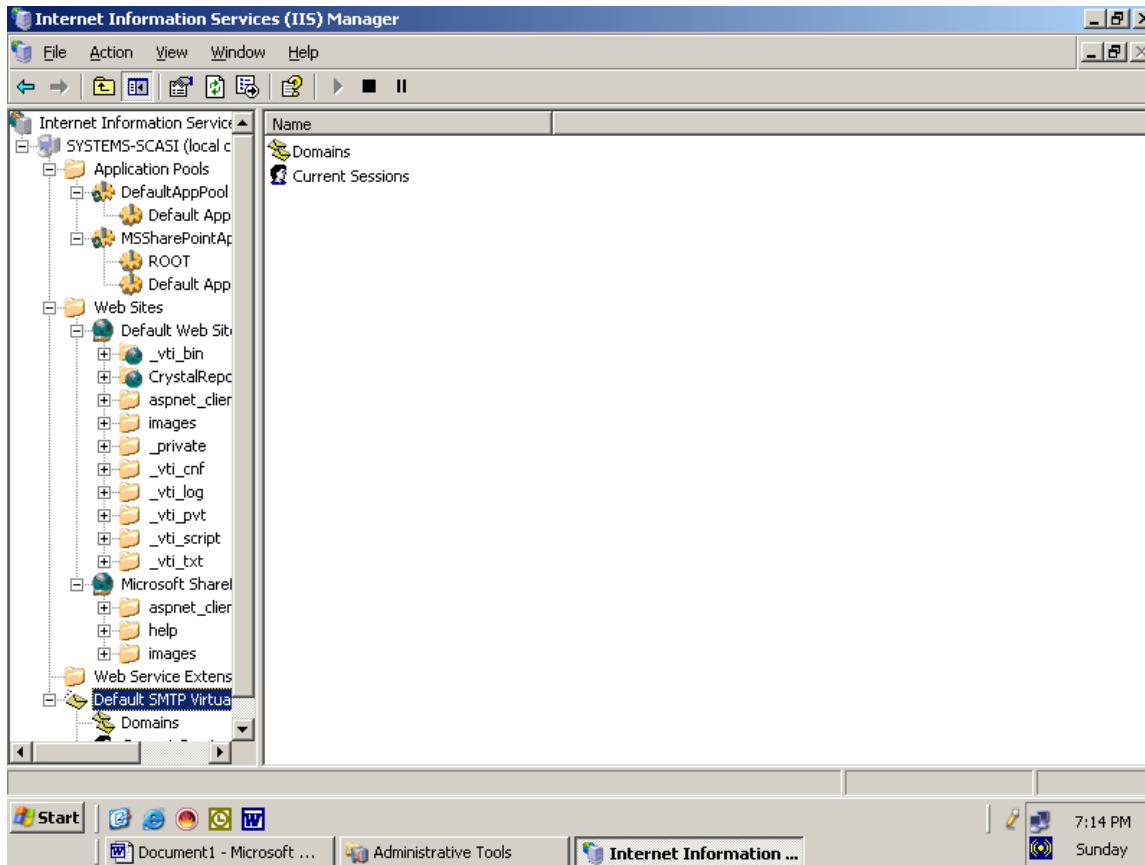 Internet Information Services (IIS) Manager
File Action View Window Help
Internet Information Service
SYSTEMS-SCASI (local c
Application Pools
DefaultAppPool
Default App
MSSharePointAp
ROOT
Default App
Web Sites
Default Web Sit
_vti_bin
CrystalRepo
aspnet_clien
images
_private
_vti_cnf
_vti_log
_vti_pvt
_vti_script
_vti_txt
Microsoft Share
aspnet_clien
help
images
Web Service Extens
Default SMTP Virtua
Domains
Name
Domains
Current Sessions
Start
7:14 PM
Document1 - Microsoft ...
Administrative Tools
Internet Information ...
Sunday